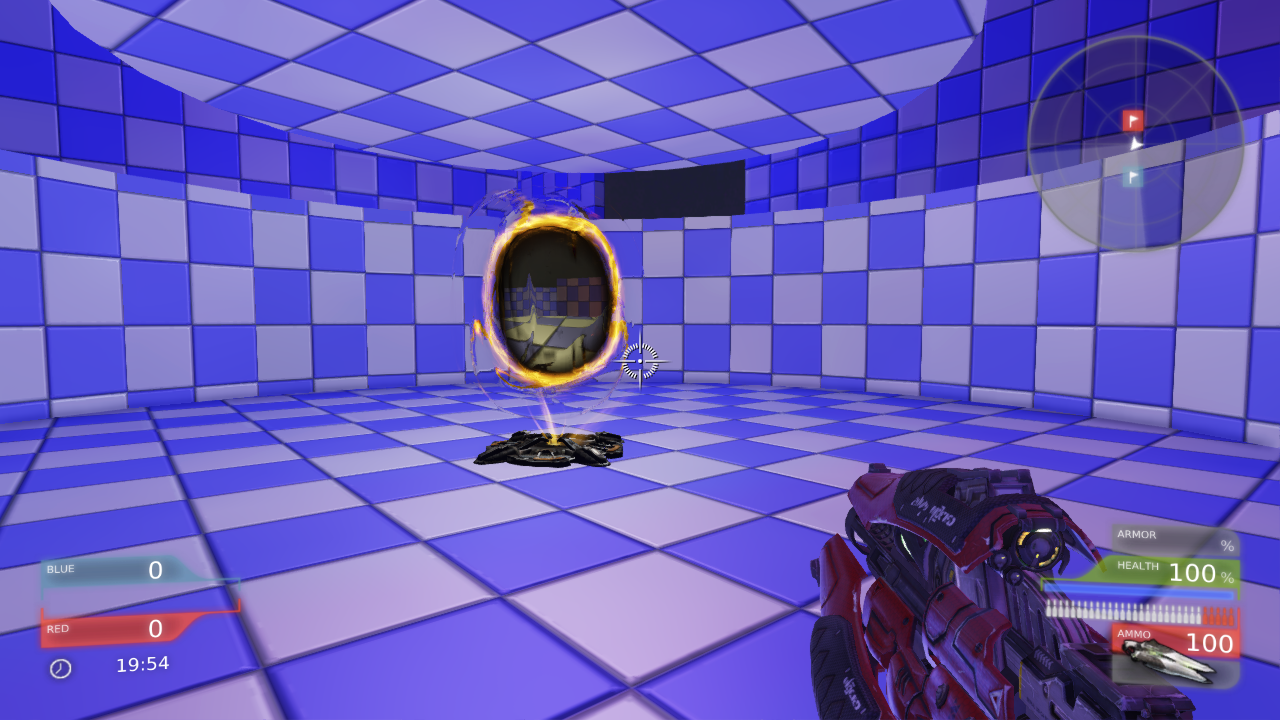 BLUE 0
RED 0
19:54
ARMOR %
HEALTH 100 %
AMMO 100